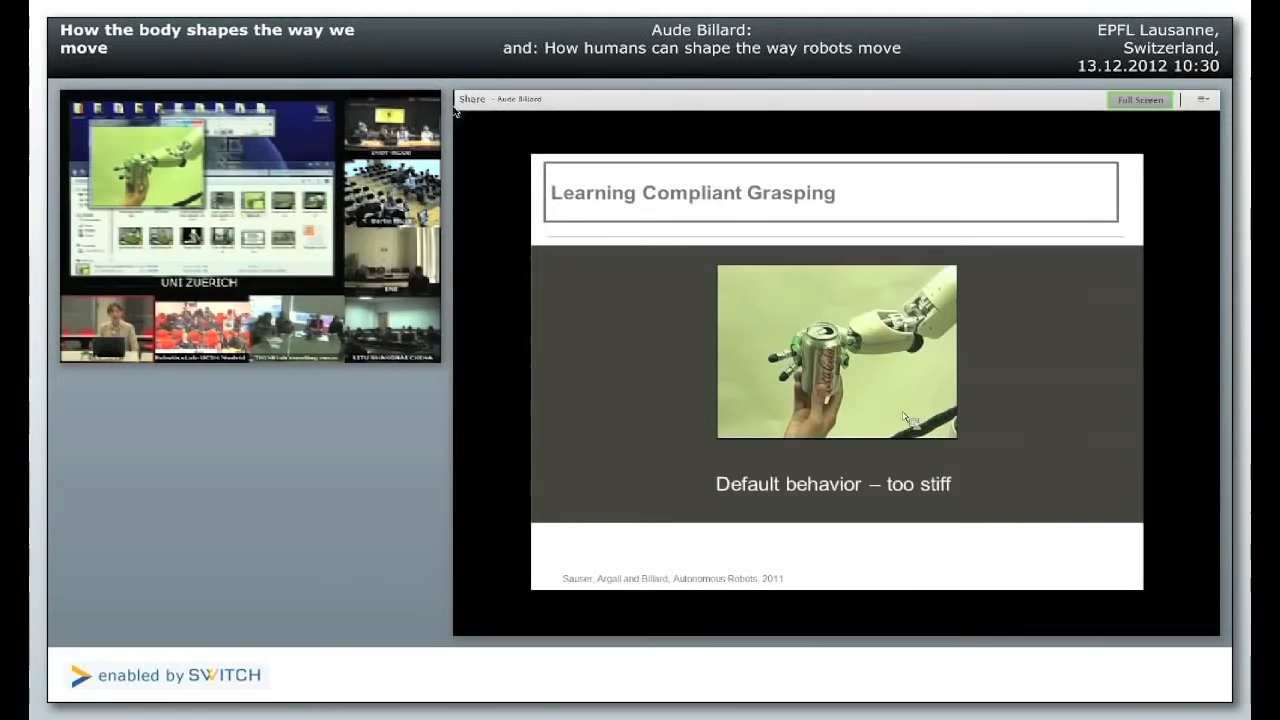 How the body shapes the way we
move
Aude Billard:
and: How humans can shape the way robots move
EPFL Lausanne,
Switzerland,
13.12.2012 10:30
Share - Aude Billard
Full Screen
UNI ZUERICH
Learning Compliant Grasping
Default behavior – too stiff
Sauser, Argall and Billard, Autonomous Robots, 2011
enabled by SWITCH